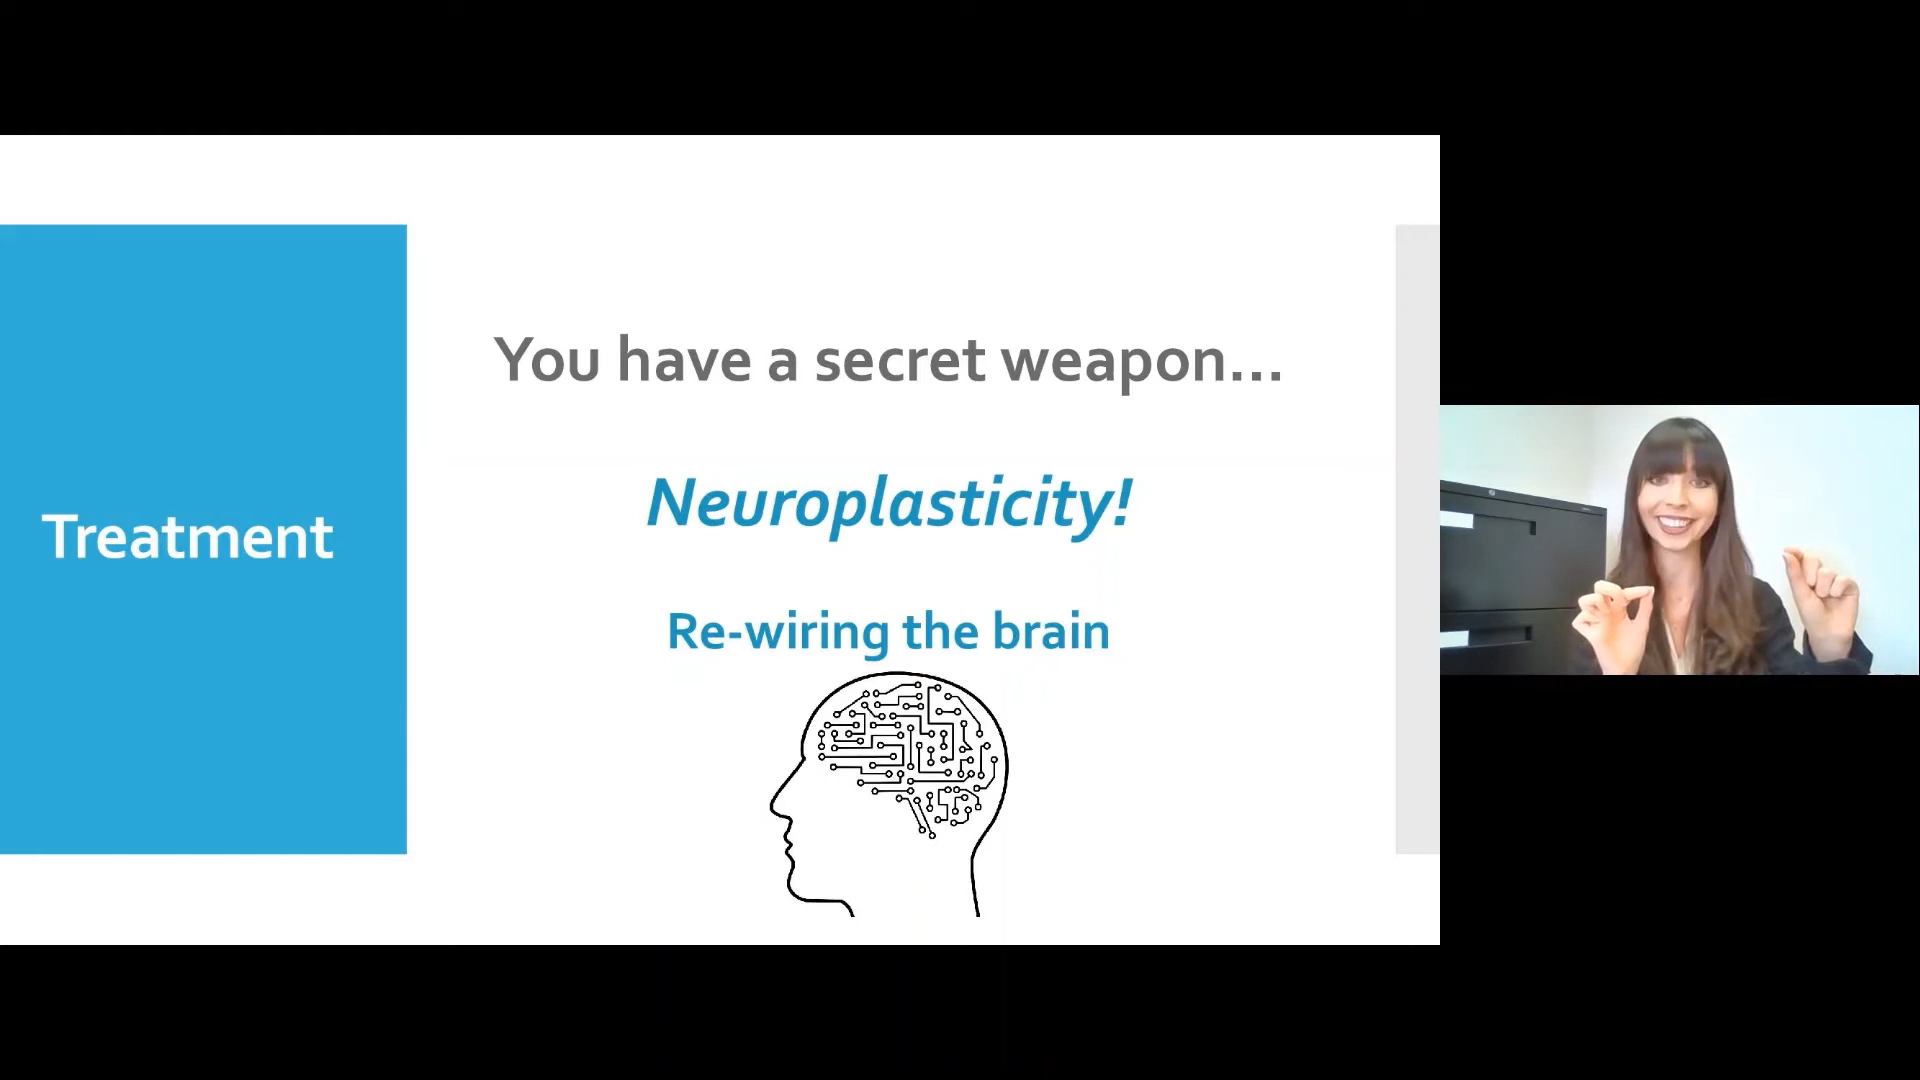 Treatment
You have a secret weapon...
Neuroplasticity!
Re-wiring the brain